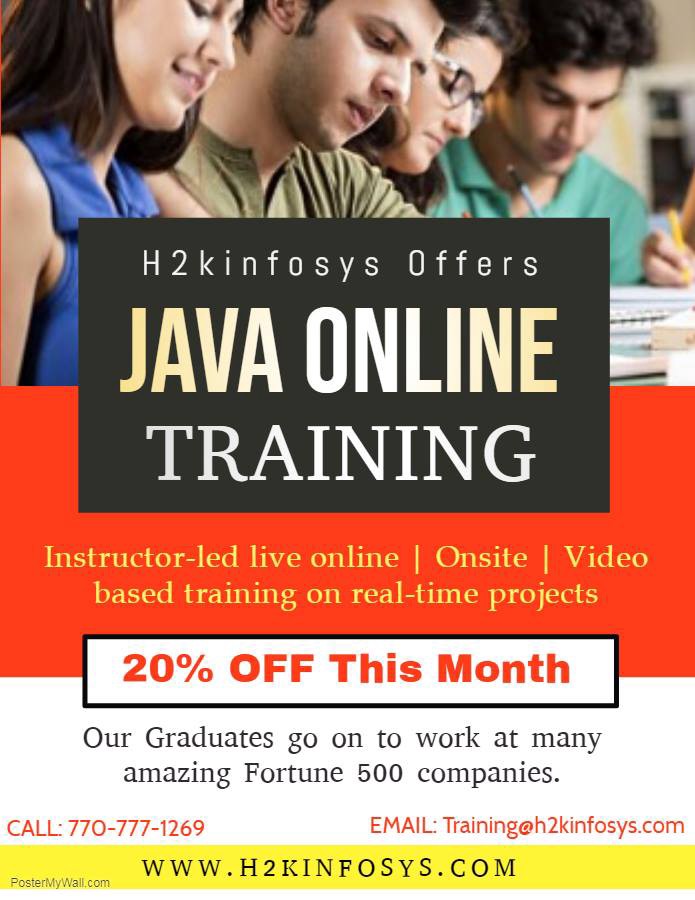 H2kinfosys Offers
JAVA ONLINE
TRAINING
Instructor-led live online | Onsite | Video
based training on real-time projects
20% OFF This Month
Our Graduates go on to work at many
amazing Fortune 500 companies.
CALL: 770-777-1269
EMAIL: Training@h2kinfosys.com
WWW.H2KINFOSYS.COM
PosterMyWall.com